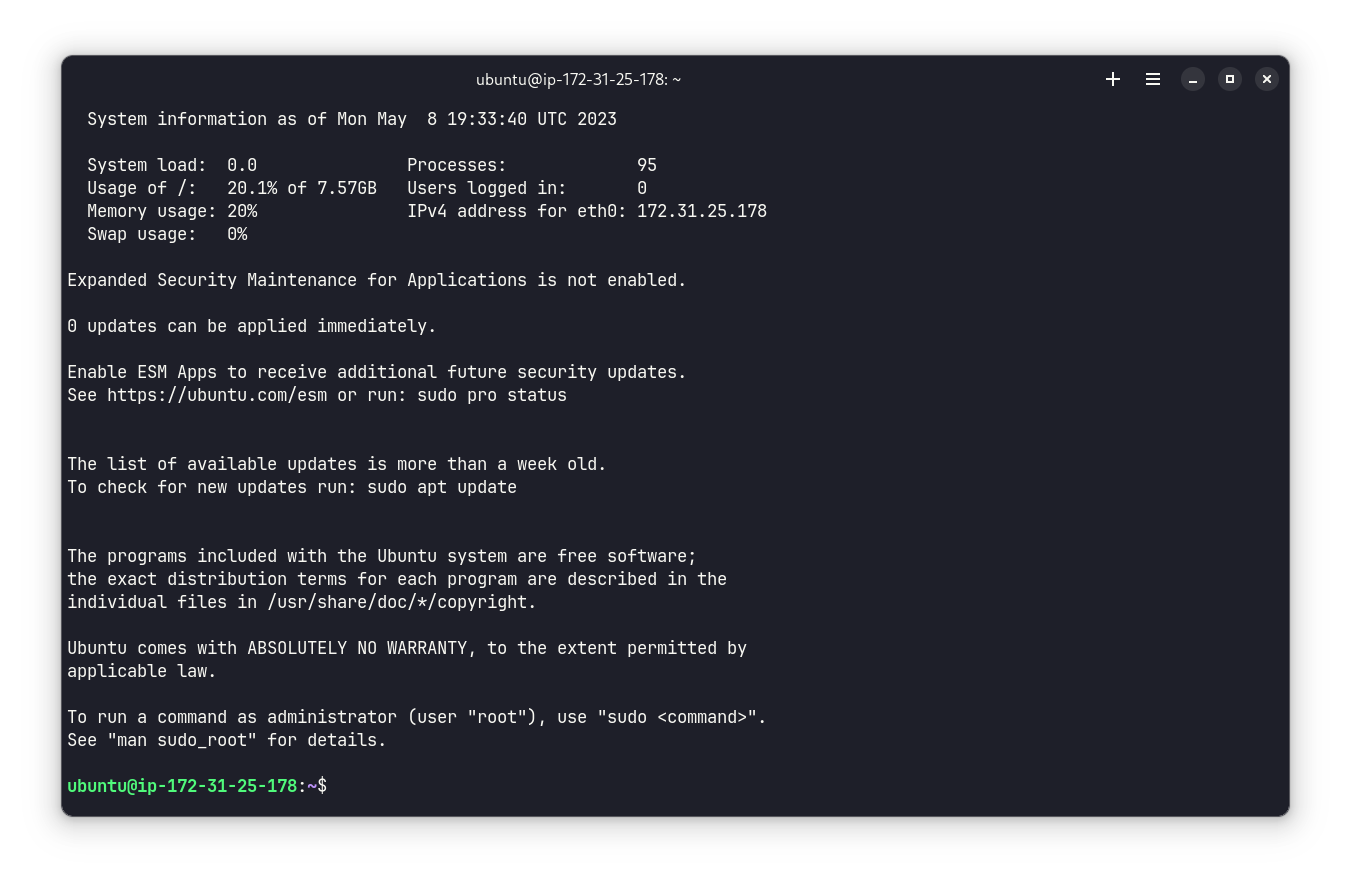 ubuntu@ip-172-31-25-178: ~
System information as of Mon May  8 19:33:40 UTC 2023
System load:  0.0               Processes:             95
Usage of /:   20.1% of 7.57GB   Users logged in:       0
Memory usage: 20%               IPv4 address for eth0: 172.31.25.178
Swap usage:   0%
Expanded Security Maintenance for Applications is not enabled.
0 updates can be applied immediately.
Enable ESM Apps to receive additional future security updates.
See https://ubuntu.com/esm or run: sudo pro status
The list of available updates is more than a week old.
To check for new updates run: sudo apt update
The programs included with the Ubuntu system are free software;
the exact distribution terms for each program are described in the
individual files in /usr/share/doc/*/copyright.
Ubuntu comes with ABSOLUTELY NO WARRANTY, to the extent permitted by
applicable law.
To run a command as administrator (user "root"), use "sudo <command>".
See "man sudo_root" for details.
ubuntu@ip-172-31-25-178:~$